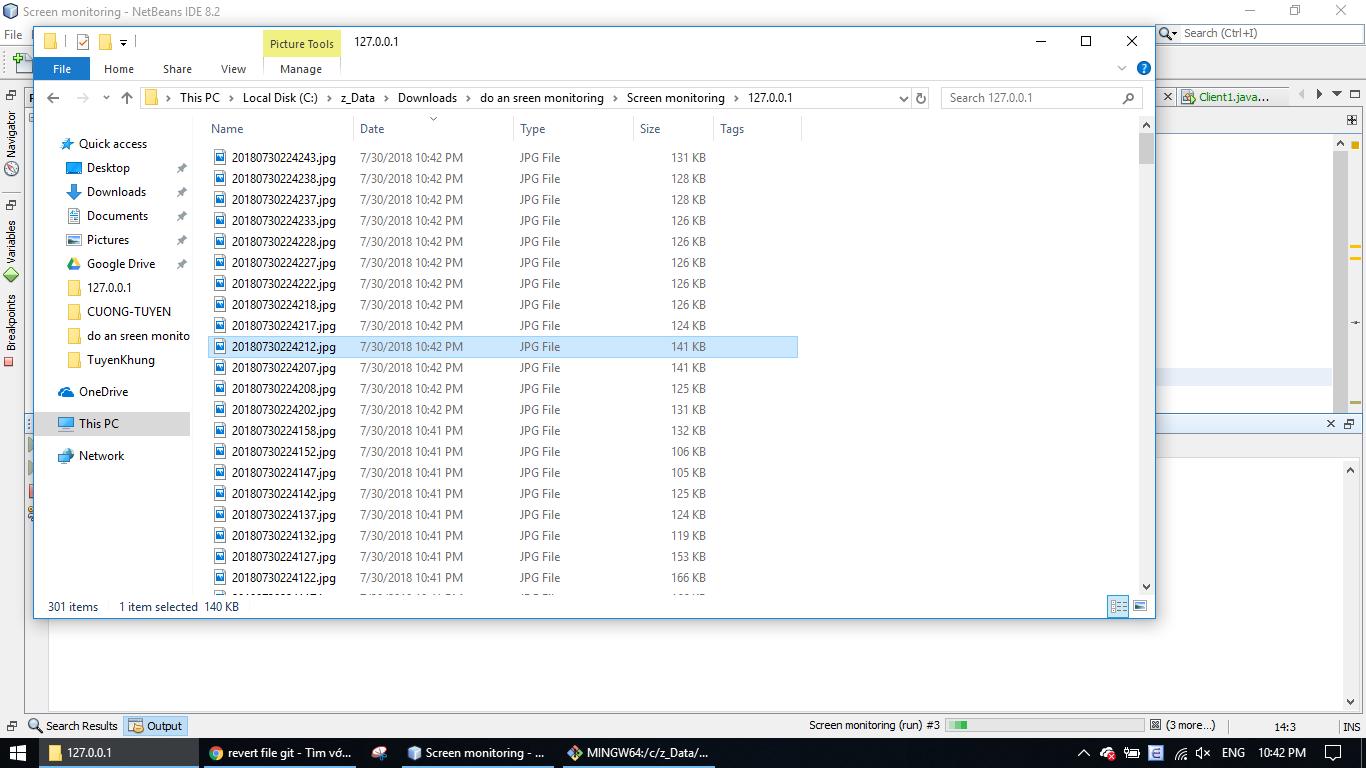 Screen monitoring - NetBeans IDE 8.2
File
Search (Ctrl+I)
Picture Tools
127.0.0.1
File Home Share View Manage
This PC Local Disk (C:) z_Data Downloads do an sreen monitoring Screen monitoring 127.0.0.1
Search 127.0.0.1
Client1.java...
Navigator
Variables
Breakpoints
Quick access
Desktop
Downloads
Documents
Pictures
Google Drive
127.0.0.1
CUONG-TUYEN
do an sreen monito
TuyenKhung
OneDrive
This PC
Network
Name Date Type Size Tags
20180730224243.jpg 7/30/2018 10:42 PM JPG File 131 KB
20180730224238.jpg 7/30/2018 10:42 PM JPG File 128 KB
20180730224237.jpg 7/30/2018 10:42 PM JPG File 128 KB
20180730224233.jpg 7/30/2018 10:42 PM JPG File 126 KB
20180730224228.jpg 7/30/2018 10:42 PM JPG File 126 KB
20180730224227.jpg 7/30/2018 10:42 PM JPG File 126 KB
20180730224222.jpg 7/30/2018 10:42 PM JPG File 126 KB
20180730224218.jpg 7/30/2018 10:42 PM JPG File 126 KB
20180730224217.jpg 7/30/2018 10:42 PM JPG File 124 KB
20180730224212.jpg 7/30/2018 10:42 PM JPG File 141 KB
20180730224207.jpg 7/30/2018 10:42 PM JPG File 141 KB
20180730224208.jpg 7/30/2018 10:42 PM JPG File 125 KB
20180730224202.jpg 7/30/2018 10:42 PM JPG File 131 KB
20180730224158.jpg 7/30/2018 10:41 PM JPG File 132 KB
20180730224152.jpg 7/30/2018 10:41 PM JPG File 106 KB
20180730224147.jpg 7/30/2018 10:41 PM JPG File 105 KB
20180730224142.jpg 7/30/2018 10:41 PM JPG File 125 KB
20180730224137.jpg 7/30/2018 10:41 PM JPG File 124 KB
20180730224132.jpg 7/30/2018 10:41 PM JPG File 119 KB
20180730224127.jpg 7/30/2018 10:41 PM JPG File 153 KB
20180730224122.jpg 7/30/2018 10:41 PM JPG File 166 KB
301 items 1 item selected 140 KB
Search Results Output
Screen monitoring (run) #3 (3 more...) 14:3 INS
127.0.0.1
revert file git - Tìm vớ...
Screen monitoring - ...
MINGW64:/c/z_Data/...
ENG 10:42 PM